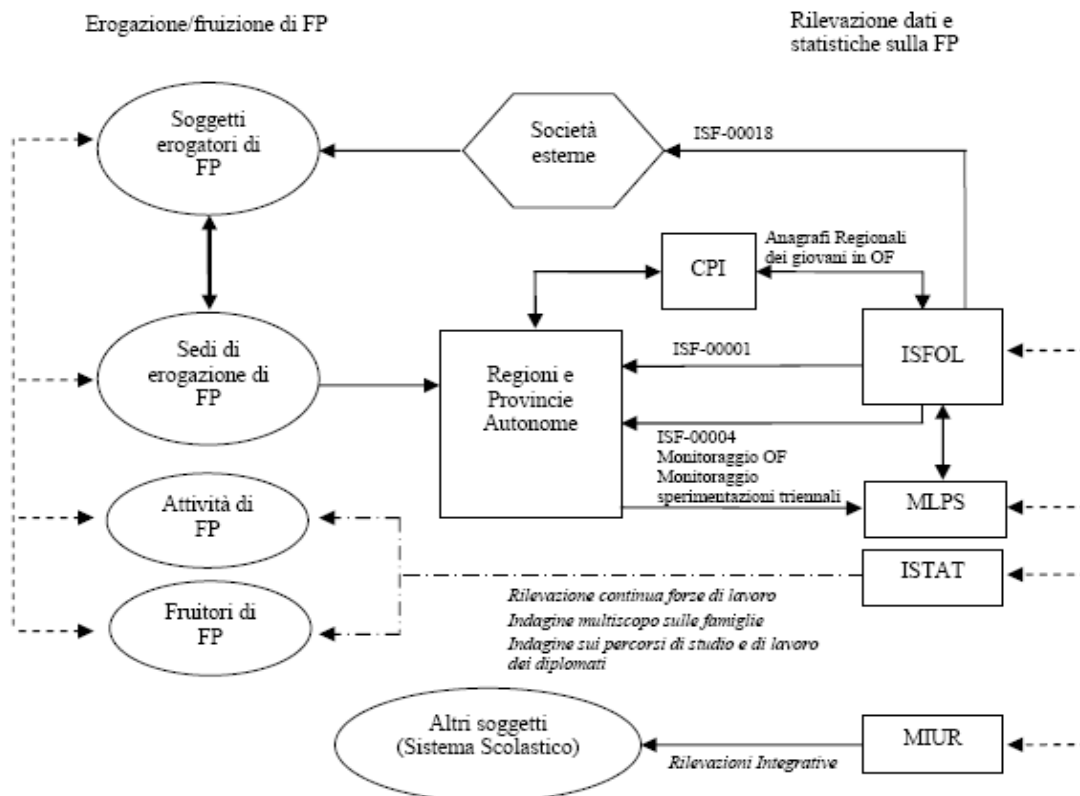 Erogazione/fruizione di FP
Rilevazione dati e
statistiche sulla FP
Soggetti
erogatori di
FP
Società
esterne
ISF-00018
CPI
Anagrafi Regionali
dei giovani in OF
Sedi di
erogazione di
FP
Regioni e
Provincie
Autonome
ISF-00001
ISFOL
ISF-00004
Monitoraggio OF
Monitoraggio
sperimentazioni triennali
MLPS
Attività di
FP
ISTAT
Fruitori di
FP
Rilevazione continua forze di lavoro
Indagine multiscopo sulle famiglie
Indagine sui percorsi di studio e di lavoro
dei diplomati
Altri soggetti
(Sistema Scolastico)
Rilevazioni Integrative
MIUR